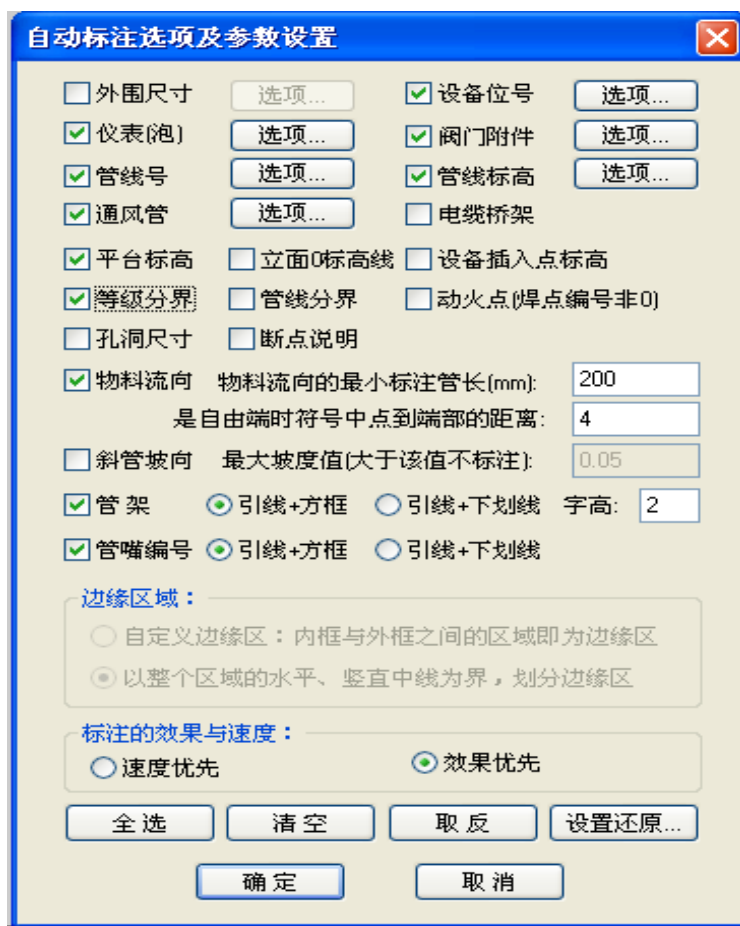 自动标注选项及参数设置
外围尺寸 选项... 设备位号 选项...
仪表(泡) 选项... 阀门附件 选项...
管线号 选项... 管线标高 选项...
通风管 选项... 电缆桥架
平台标高 立面0标高线 设备插入点标高
等级分界 管线分界 动火点(焊点编号非0)
孔洞尺寸 断点说明
物料流向 物料流向的最小标注管长(mm): 200
是自由端时符号中点到端部的距离: 4
斜管坡向 最大坡度值(大于该值不标注): 0.05
管 架 引线+方框 引线+下划线 字高: 2
管嘴编号 引线+方框 引线+下划线
边缘区域：
自定义边缘区：内框与外框之间的区域即为边缘区
以整个区域的水平、竖直中线为界，划分边缘区
标注的效果与速度：
速度优先 效果优先
全 选 清 空 取 反 设置还原...
确 定 取 消